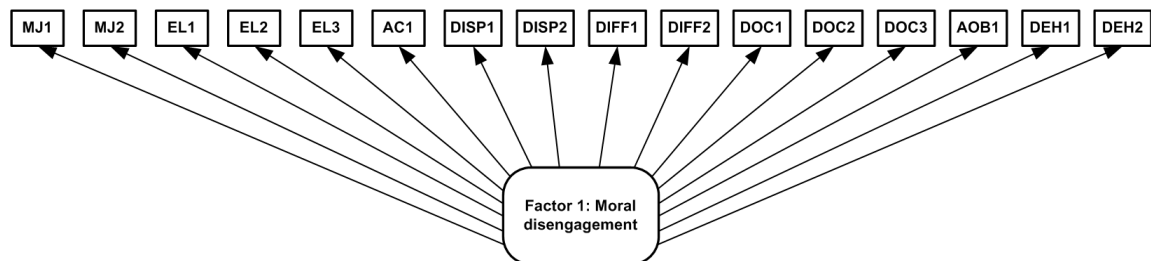 MJ1 MJ2 EL1 EL2 EL3 AC1 DISP1 DISP2 DIFF1 DIFF2 DOC1 DOC2 DOC3 AOB1 DEH1 DEH2
Factor 1: Moral
disengagement